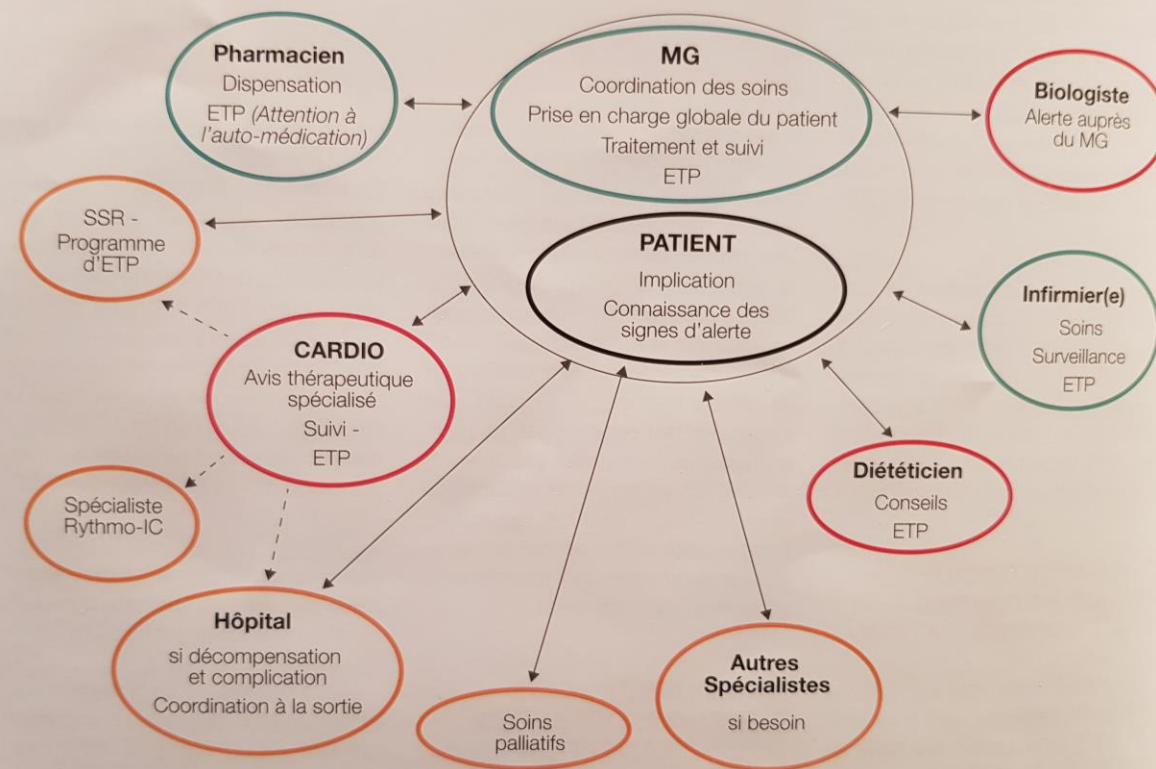 Pharmacien
Dispensation
ETP (Attention à
l'auto-médication)
MG
Coordination des soins
Prise en charge globale du patient
Traitement et suivi
ETP
Biologiste
Alerte auprès
du MG
SSR -
Programme
d'ETP
PATIENT
Implication
Connaissance des
signes d'alerte
Infirmier(e)
Soins
Surveillance
ETP
CARDIO
Avis thérapeutique
spécialisé
Suivi -
ETP
Diététicien
Conseils
ETP
Spécialiste
Rythmo-IC
Hôpital
si décompensation
et complication
Coordination à la sortie
Soins
palliatifs
Autres
Spécialistes
si besoin